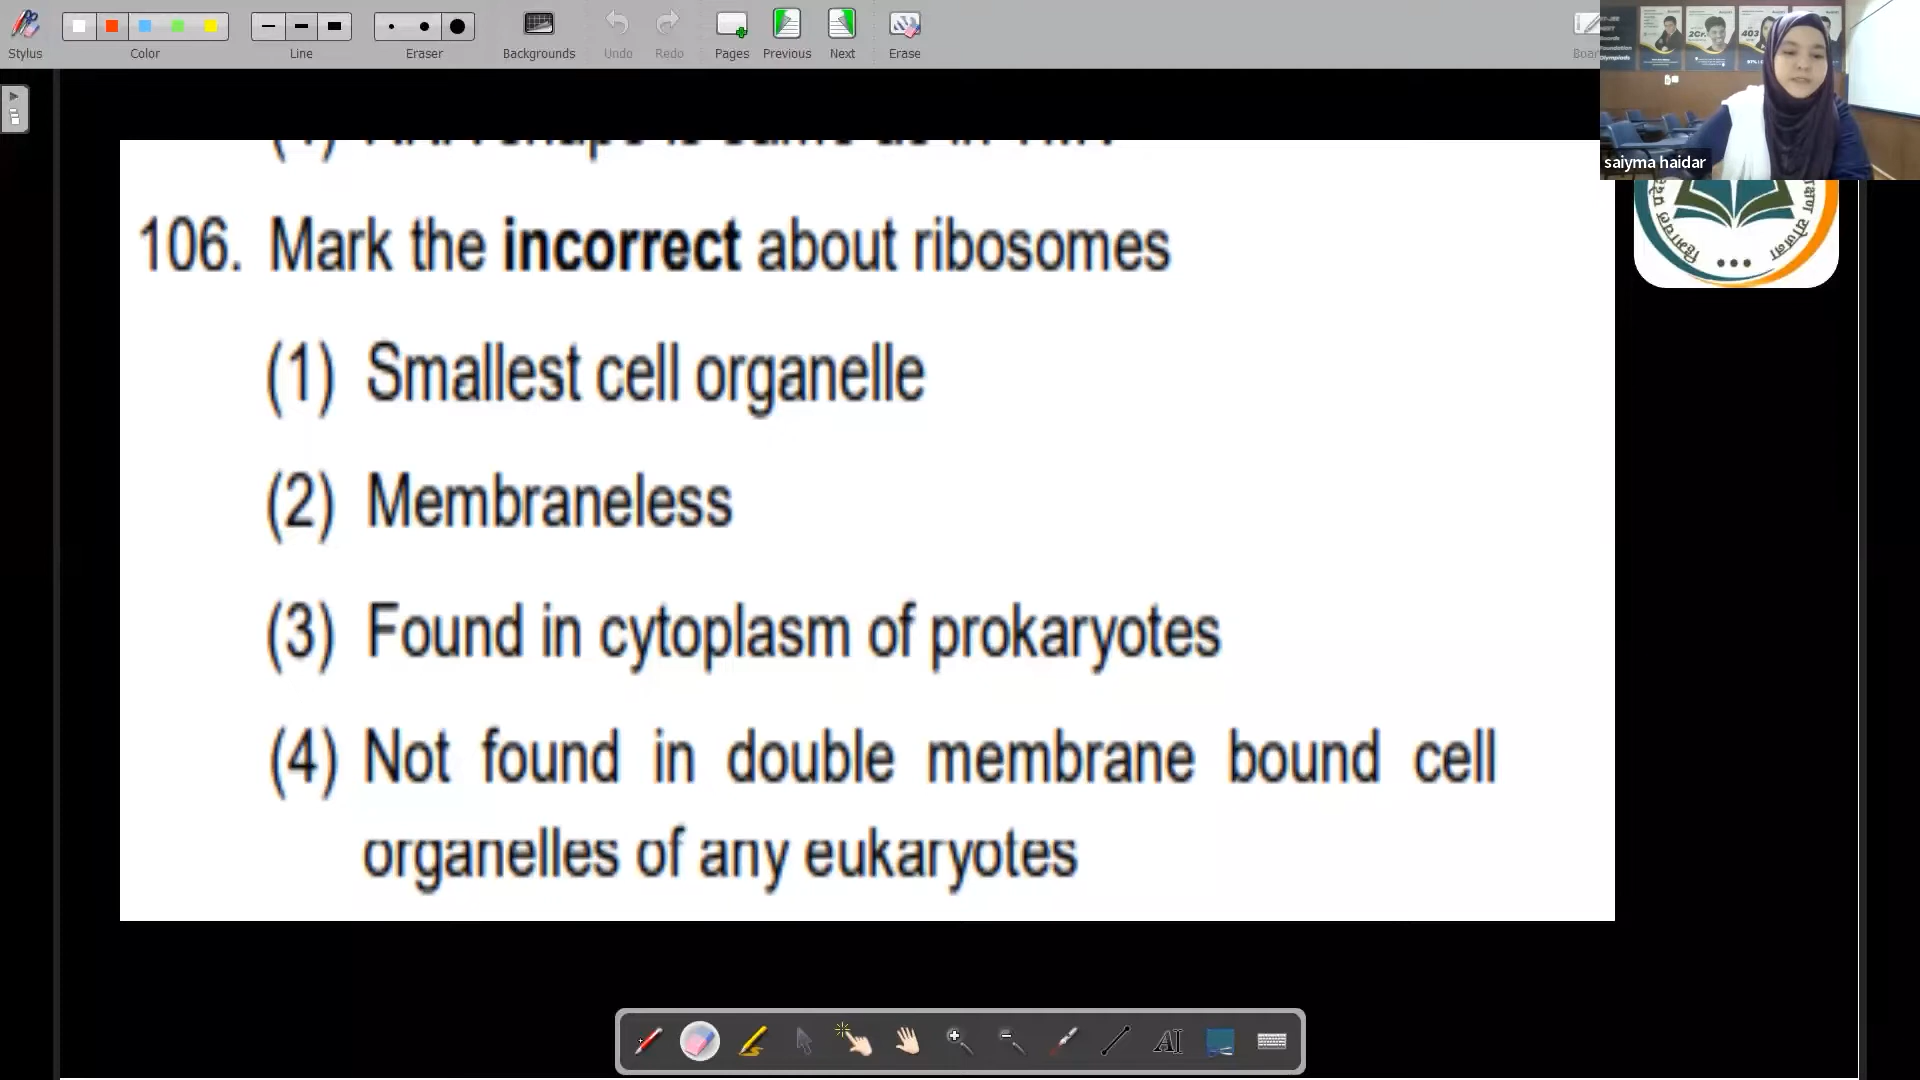 Stylus
Color
Line
Eraser
Backgrounds
Undo
Redo
Pages
Previous
Next
Erase
2Cr.
403
saiyma haidar
106. Mark the incorrect about ribosomes
(1) Smallest cell organelle
(2) Membraneless
(3) Found in cytoplasm of prokaryotes
(4) Not found in double membrane bound cell
organelles of any eukaryotes